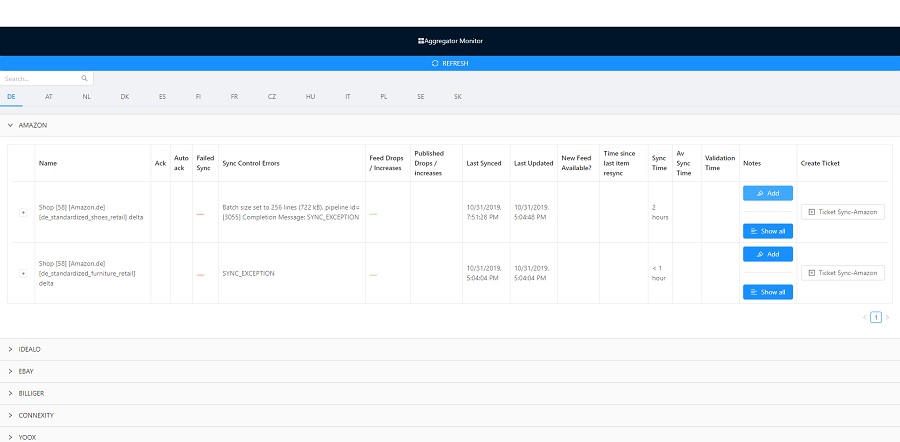 Aggregator Monitor
REFRESH
Search...
DE AT NL DK ES FI FR CZ HU IT PL SE SK
AMAZON
Name
Ack
Auto
ack
Failed
Sync
Sync Control Errors
Feed Drops
/ Increases
Published
Drops /
increases
Last Synced
Last Updated
New Feed
Available?
Time since
last item
resync
Sync
Time
Av
Sync
Time
Validation
Time
Notes
Create Ticket
Shop [58] [Amazon.de]
[de_standardized_shoes_retail] delta
Batch size set to 256 lines (722 kB), pipeline id=
[3055] Completion Message: SYNC_EXCEPTION
10/31/2019,
7:51:28 PM
10/31/2019,
5:04:48 PM
2
hours
Add
Show all
Ticket Sync-Amazon
Shop [58] [Amazon.de]
[de_standardized_furniture_retail]
delta
SYNC_EXCEPTION
10/31/2019,
5:04:04 PM
10/31/2019,
5:04:04 PM
< 1
hour
Add
Show all
Ticket Sync-Amazon
1
IDEALO
EBAY
BILLIGER
CONNEXITY
YOOX